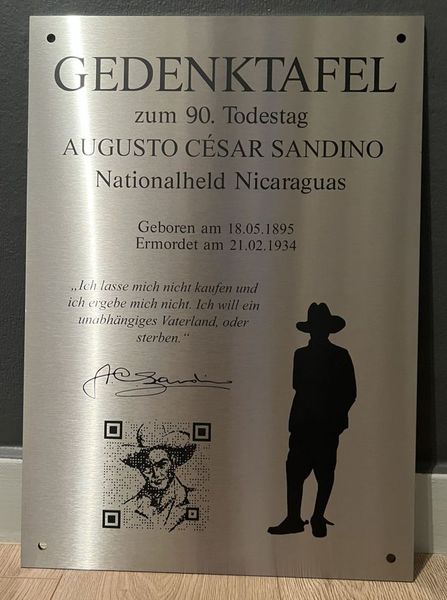 GEDENKTAFEL
zum 90. Todestag
AUGUSTO CÉSAR SANDINO
Nationalheld Nicaraguas
Geboren am 18.05.1895
Ermordet am 21.02.1934
„Ich lasse mich nicht kaufen und
ich ergebe mich nicht. Ich will ein
unabhängiges Vaterland, oder
sterben.“
A. C. Sandino